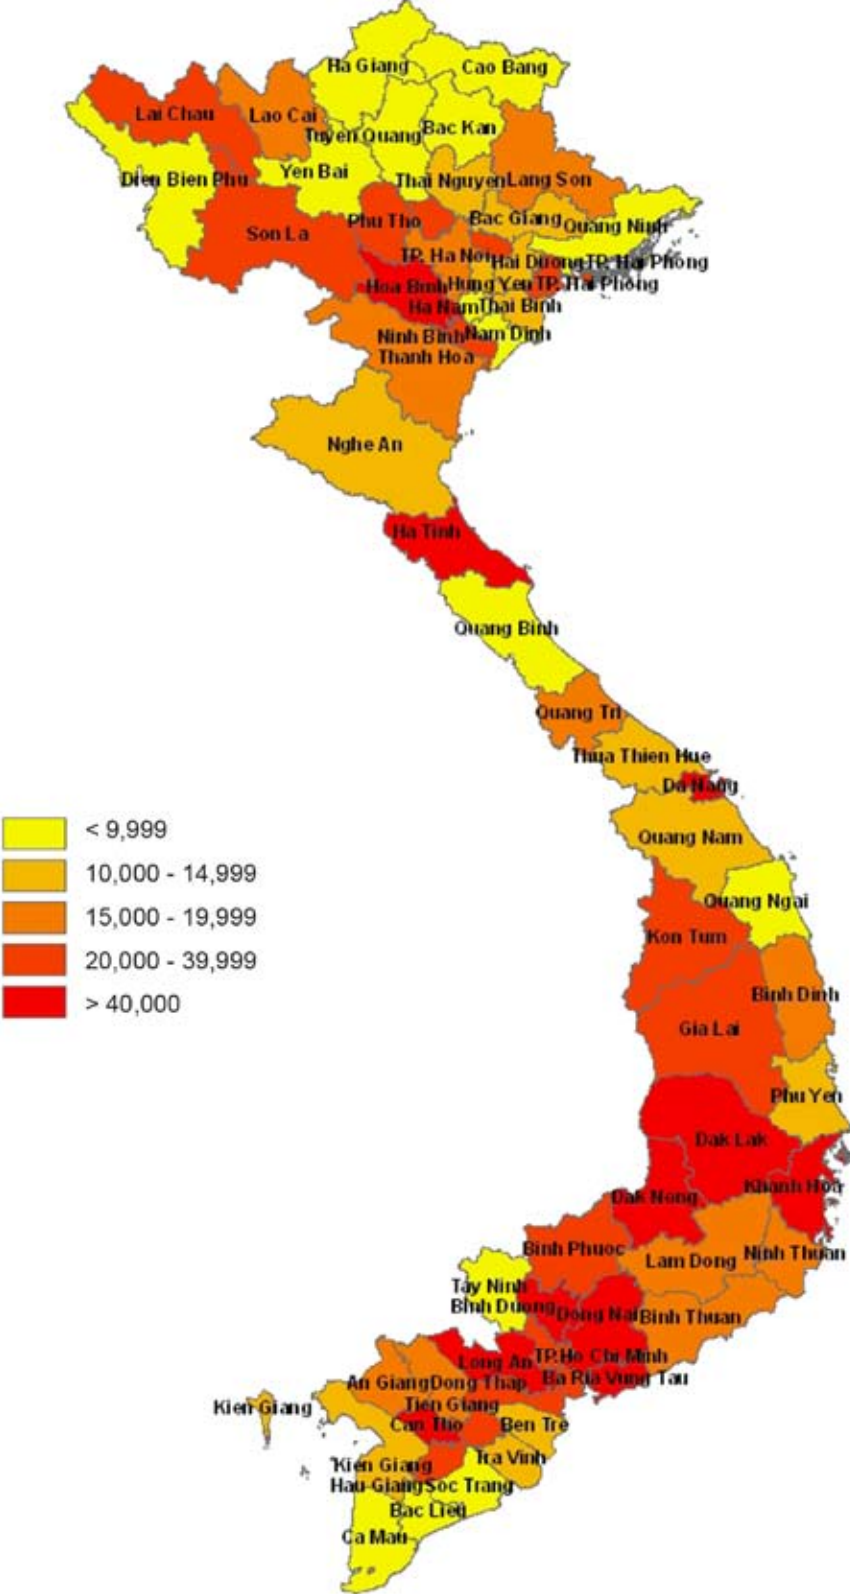 Ha Giang
Cao Bang
Lai Chau
Lao Cai
Tuyen Quang
Bac Kan
Dien Bien Phu
Yen Bai
Thai Nguyen
Lang Son
Phu Tho
Bac Giang
Quang Ninh
Son La
TP. Ha Noi
Hai Duong
TP. Hai Phong
Hoa Binh
Hung Yen
TP. Hai Phong
Ha Nam
Thai Binh
Ninh Binh
Nam Dinh
Thanh Hoa
Nghe An
Ha Tinh
Quang Binh
Quang Tri
Thua Thien Hue
Da Nang
< 9,999
Quang Nam
10,000 - 14,999
Quang Ngai
15,000 - 19,999
Kon Tum
20,000 - 39,999
Binh Dinh
> 40,000
Gia Lai
Phu Yen
Dak Lak
Khanh Hoa
Dak Nong
Binh Phuoc
Lam Dong
Ninh Thuan
Tay Ninh
Binh Duong
Dong Nai
Binh Thuan
Long An
TP.Ho Chi Minh
An Giang
Dong Thap
Ba Ria Vung Tau
Kien Giang
Tien Giang
Can Tho
Ben Tre
Kien Giang
Tra Vinh
Hau Giang
Soc Trang
Bac Lieu
Ca Mau